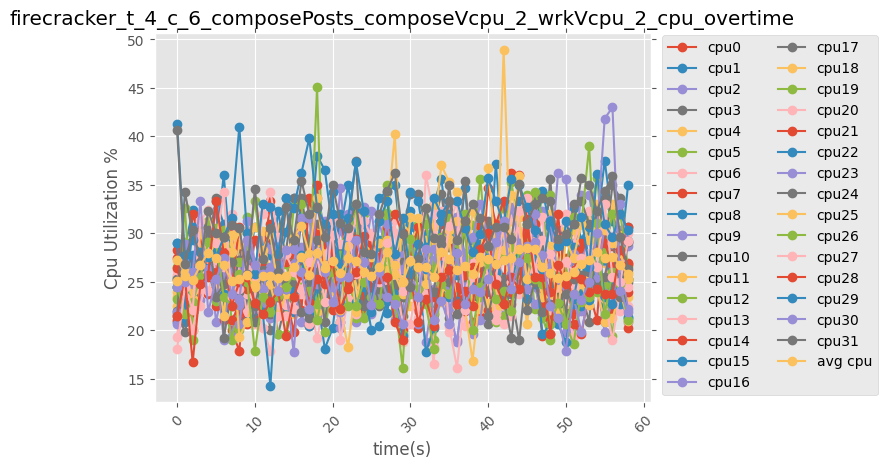 firecracker_t_4_c_6_composePosts_composeVcpu_2_wrkVcpu_2_cpu_overtime
50
45
40
35
30
25
20
15
Cpu Utilization %
0
10
20
30
40
50
60
time(s)
cpu0
cpu1
cpu2
cpu3
cpu4
cpu5
cpu6
cpu7
cpu8
cpu9
cpu10
cpu11
cpu12
cpu13
cpu14
cpu15
cpu16
cpu17
cpu18
cpu19
cpu20
cpu21
cpu22
cpu23
cpu24
cpu25
cpu26
cpu27
cpu28
cpu29
cpu30
cpu31
avg cpu